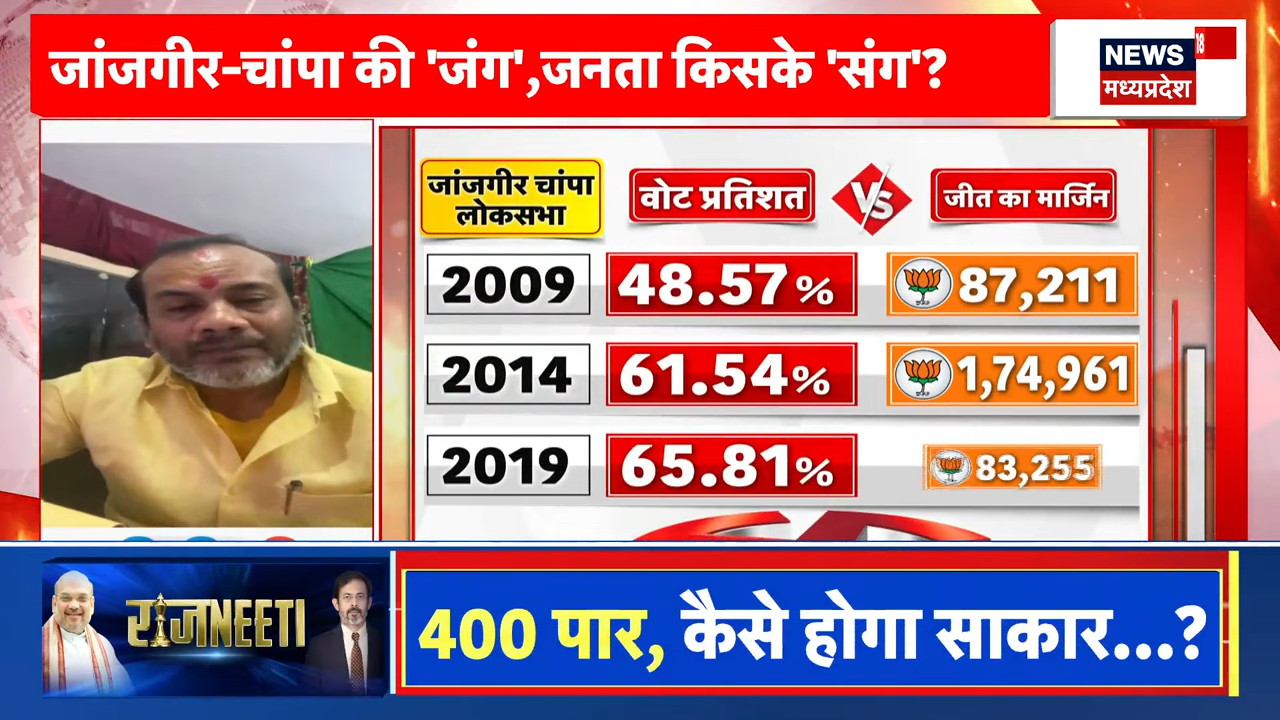 जांजगीर-चांपा की 'जंग',जनता किसके 'संग'?
NEWS 18
मध्यप्रदेश
जांजगीर चांपा
लोकसभा
वोट प्रतिशत VS जीत का मार्जिन
2009 48.57% 87,211
2014 61.54% 1,74,961
2019 65.81% 83,255
राजNEETI
400 पार, कैसे होगा साकार...?